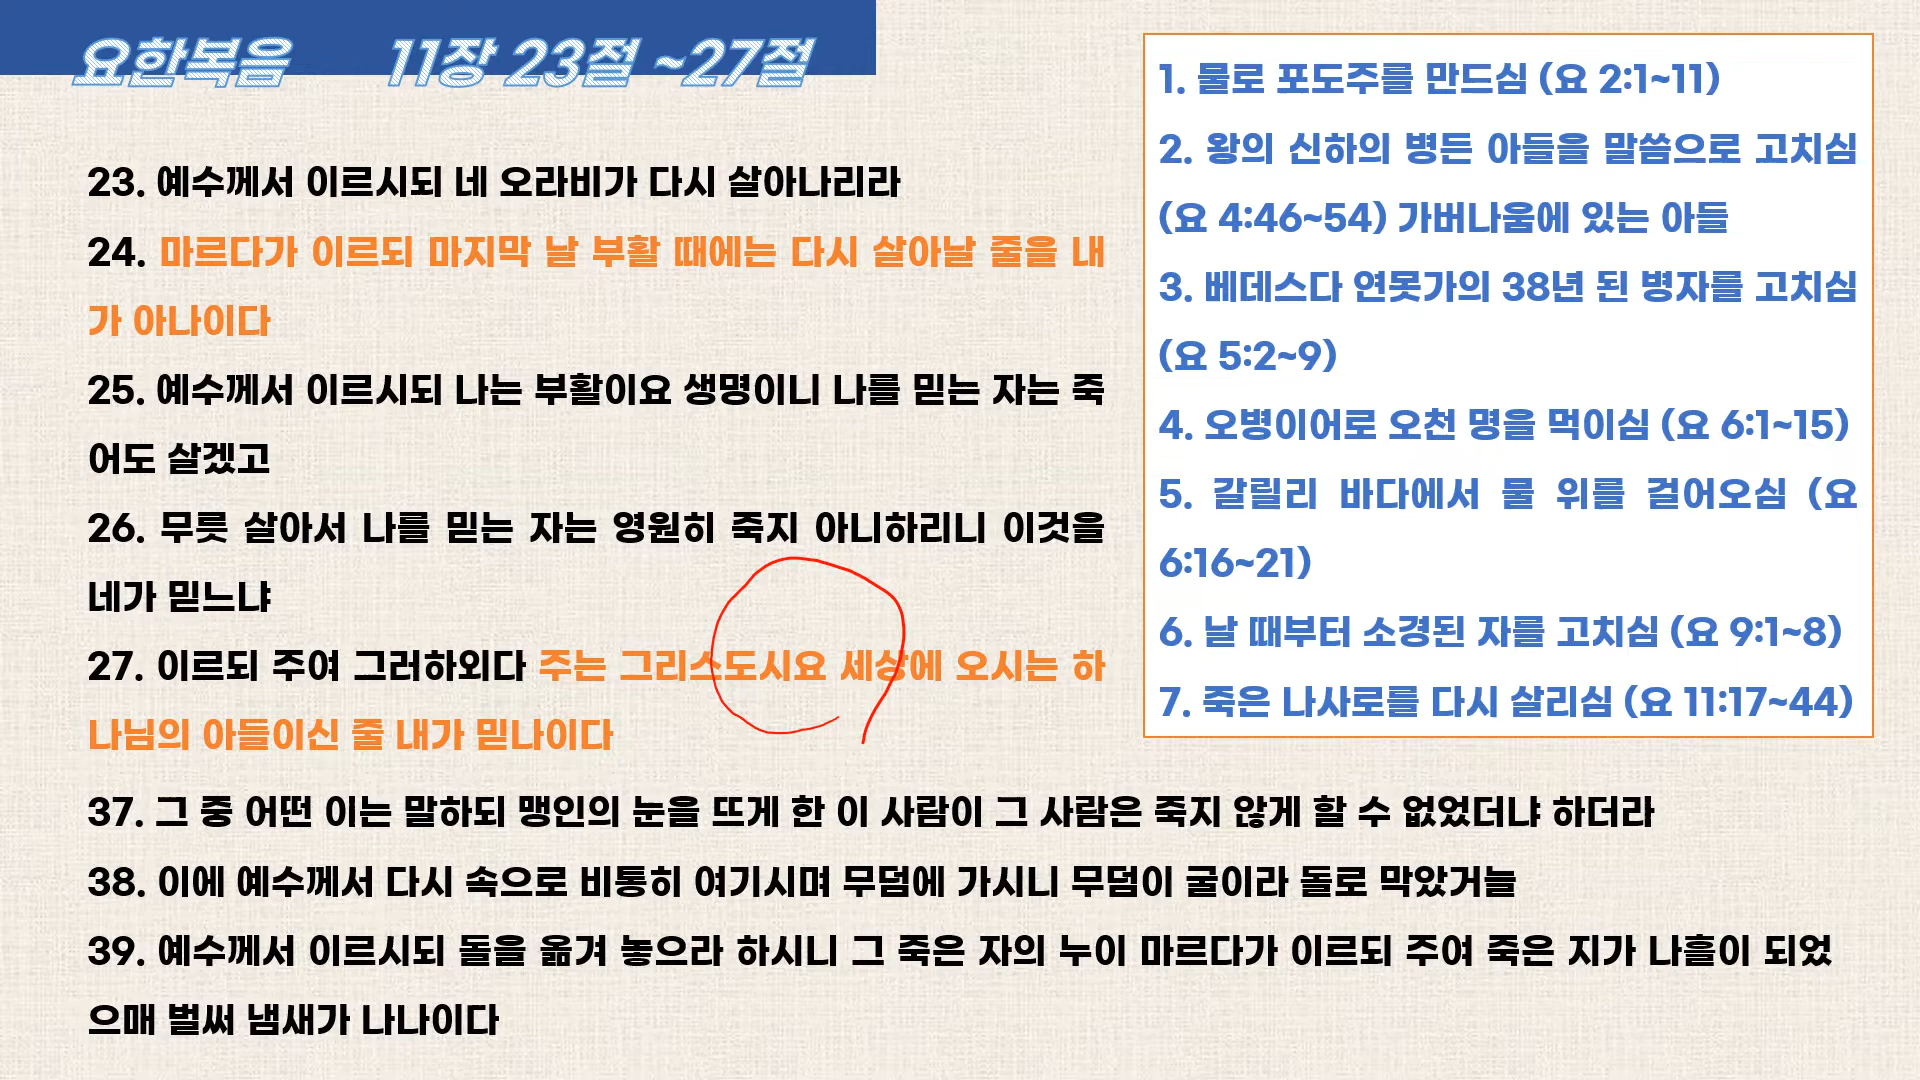 요한복음 11장 23절 ~27절
23. 예수께서 이르시되 네 오라비가 다시 살아나리라
24. 마르다가 이르되 마지막 날 부활 때에는 다시 살아날 줄을 내
가 아나이다
25. 예수께서 이르시되 나는 부활이요 생명이니 나를 믿는 자는 죽
어도 살겠고
26. 무릇 살아서 나를 믿는 자는 영원히 죽지 아니하리니 이것을
네가 믿느냐
27. 이르되 주여 그러하외다 주는 그리스도시요 세상에 오시는 하
나님의 아들이신 줄 내가 믿나이다
37. 그 중 어떤 이는 말하되 맹인의 눈을 뜨게 한 이 사람이 그 사람은 죽지 않게 할 수 없었더냐 하더라
38. 이에 예수께서 다시 속으로 비통히 여기시며 무덤에 가시니 무덤이 굴이라 돌로 막았거늘
39. 예수께서 이르시되 돌을 옮겨 놓으라 하시니 그 죽은 자의 누이 마르다가 이르되 주여 죽은 지가 나흘이 되었
으매 벌써 냄새가 나나이다
1. 물로 포도주를 만드심 (요 2:1~11)
2. 왕의 신하의 병든 아들을 말씀으로 고치심
(요 4:46~54) 가버나움에 있는 아들
3. 베데스다 연못가의 38년 된 병자를 고치심
(요 5:2~9)
4. 오병이어로 오천 명을 먹이심 (요 6:1~15)
5. 갈릴리 바다에서 물 위를 걸어오심 (요
6:16~21)
6. 날 때부터 소경된 자를 고치심 (요 9:1~8)
7. 죽은 나사로를 다시 살리심 (요 11:17~44)